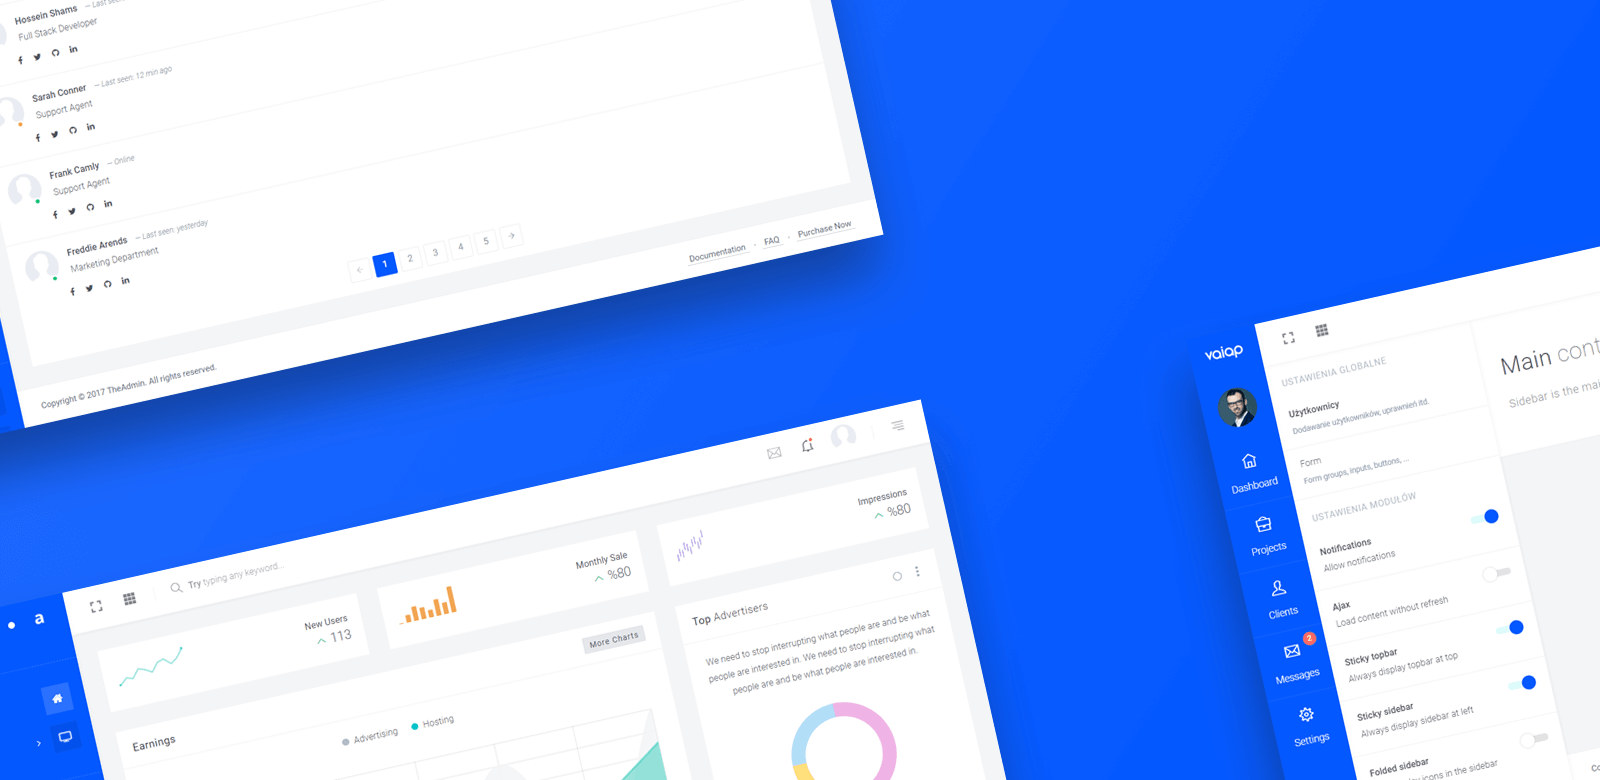 Hossein Shams – Last seen
Full Stack Developer
Sarah Conner – Last seen: 12 min ago
Support Agent
Frank Camly – Online
Support Agent
Freddie Arends – Last seen: yesterday
Marketing Department
1 2 3 4 5
Documentation · FAQ · Purchase Now
Copyright © 2017 TheAdmin. All rights reserved.
a
Try typing any keyword...
New Users
113
Monthly Sale
%80
Impressions
%80
More Charts
Earnings
Advertising Hosting
Top Advertisers
We need to stop interrupting what people are and be what
people are interested in. We need to stop interrupting what
people are and be what people are interested in.
vaiap
Dashboard
Projects
Clients
2
Messages
Settings
USTAWIENIA GLOBALNE
Użytkownicy
Dodawanie użytkowników, uprawnień itd.
Form
Form groups, inputs, buttons, ...
USTAWIENIA MODUŁÓW
Notifications
Allow notifications
Ajax
Load content without refresh
Sticky topbar
Always display topbar at top
Sticky sidebar
Always display sidebar at left
Folded sidebar
icons in the sidebar
Main cont
Sidebar is the mai
Co